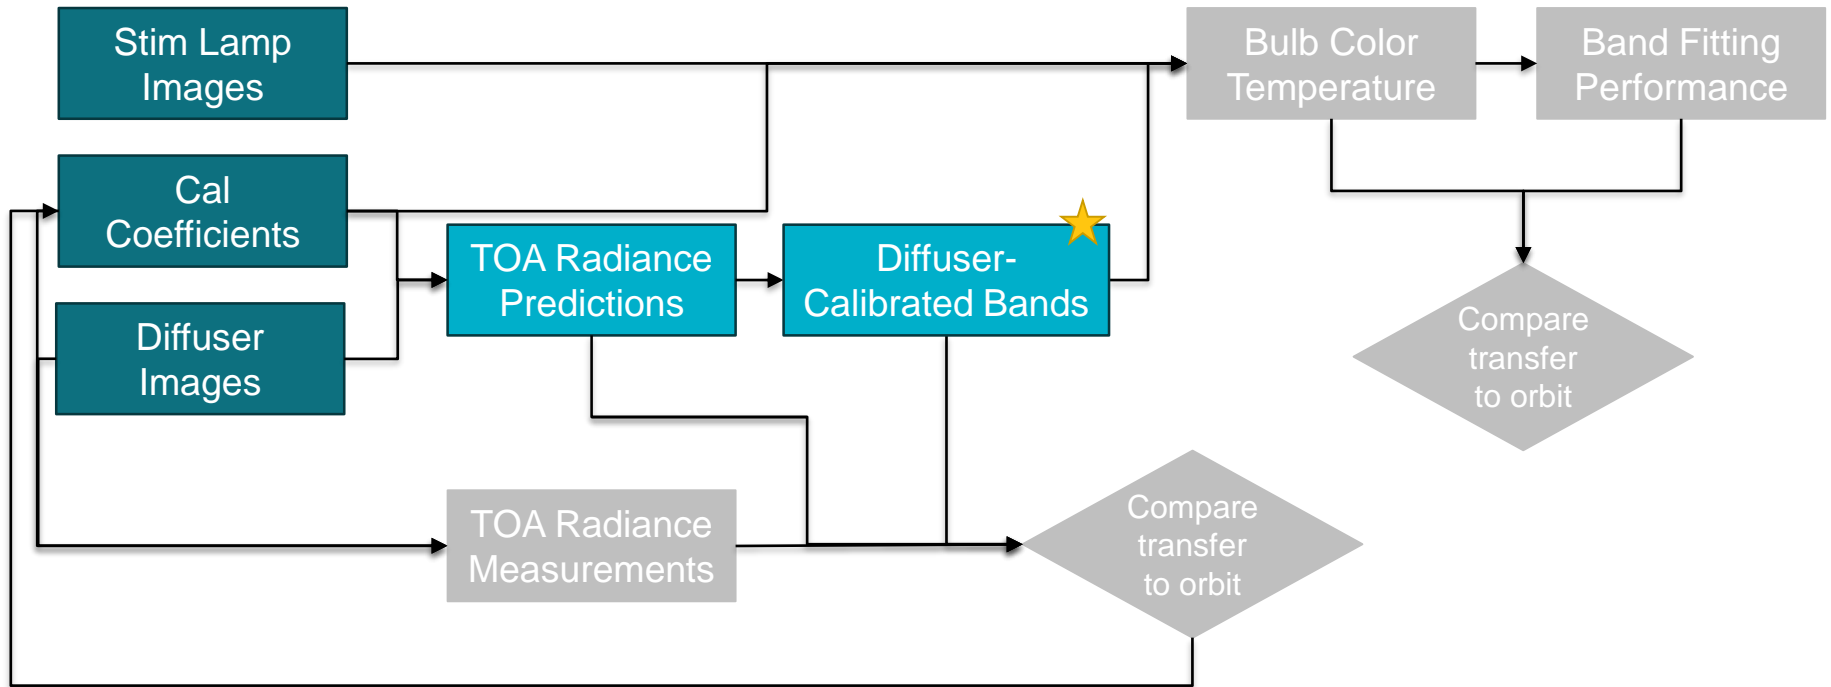 Stim Lamp
Images
Bulb Color
Temperature
Band Fitting
Performance
Cal
Coefficients
TOA Radiance
Predictions
Diffuser-
Calibrated Bands
Diffuser
Images
Compare
transfer
to orbit
TOA Radiance
Measurements
Compare
transfer
to orbit